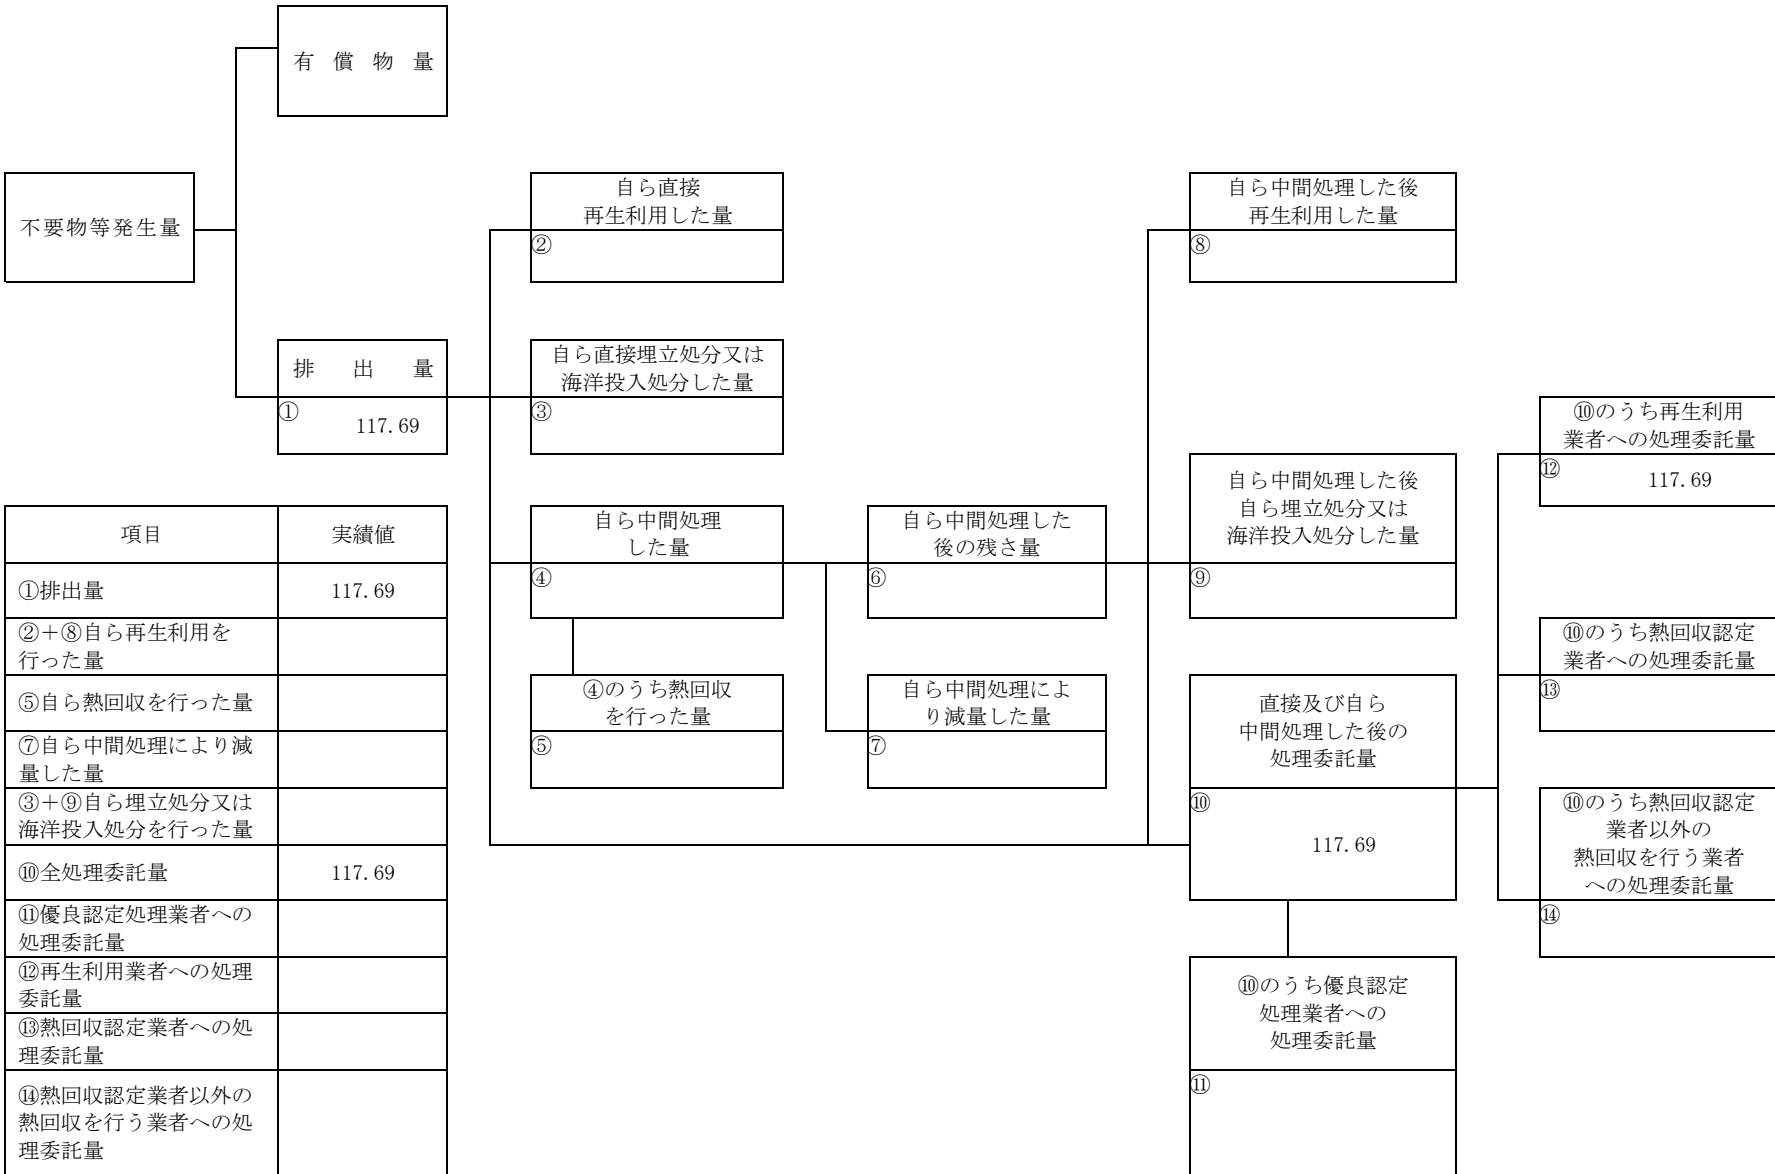 有償物量
不要物等発生量
排出量
①
117.69
自ら直接
再生利用した量
②
自ら直接埋立処分又は
海洋投入処分した量
③
自ら中間処理
した量
④
④のうち熱回収
を行った量
⑤
自ら中間処理した
後の残さ量
⑥
自ら中間処理によ
り減量した量
⑦
自ら中間処理した後
再生利用した量
⑧
自ら中間処理した後
自ら埋立処分又は
海洋投入処分した量
⑨
直接及び自ら
中間処理した後の
処理委託量
⑩
117.69
⑩のうち優良認定
処理業者への
処理委託量
⑪
⑩のうち再生利用
業者への処理委託量
⑫
117.69
⑩のうち熱回収認定
業者への処理委託量
⑬
⑩のうち熱回収認定
業者以外の
熱回収を行う業者
への処理委託量
⑭
項目 実績値
①排出量 117.69
②+⑧自ら再生利用を
行った量
⑤自ら熱回収を行った量
⑦自ら中間処理により減
量した量
③+⑨自ら埋立処分又は
海洋投入処分を行った量
⑩全処理委託量 117.69
⑪優良認定処理業者への
処理委託量
⑫再生利用業者への処理
委託量
⑬熱回収認定業者への処
理委託量
⑭熱回収認定業者以外の
熱回収を行う業者への処
理委託量